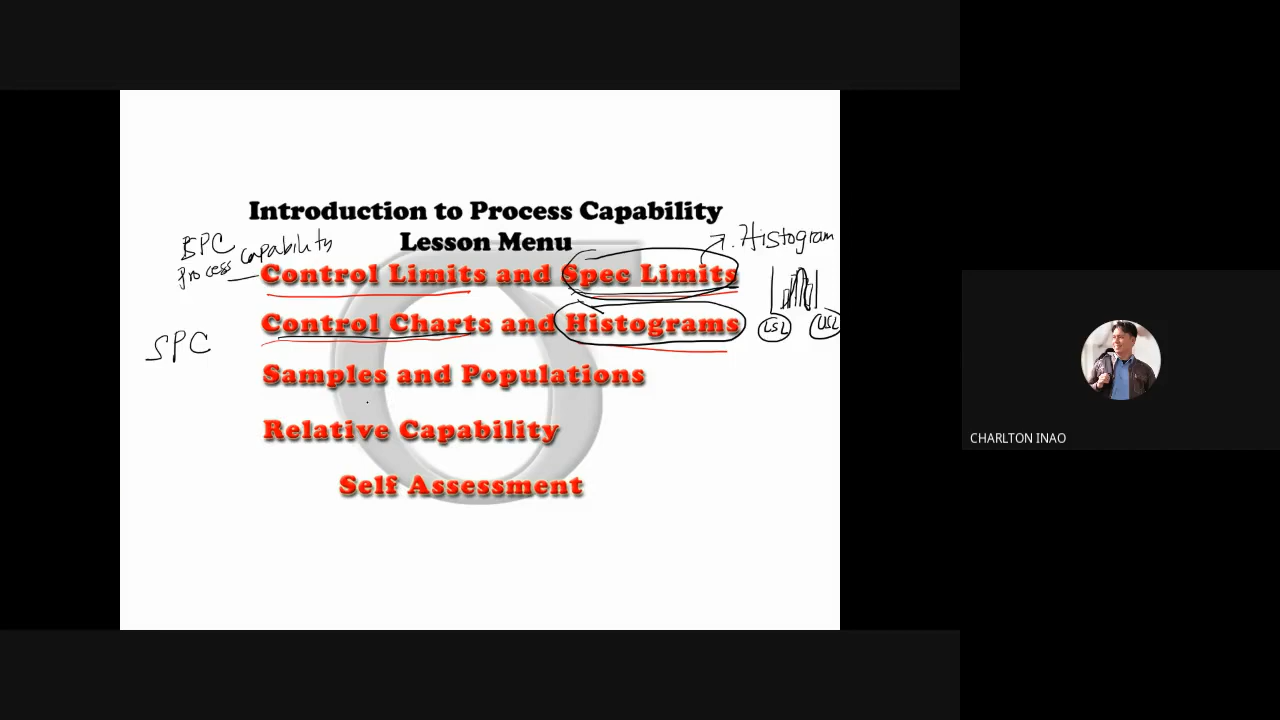 Introduction to Process Capability
Lesson Menu
SPC
Process Capability
Control Limits and Spec Limits
Histogram
Control Charts and Histograms
LSL
USL
SPC
Samples and Populations
Relative Capability
Self Assessment
CHARLTON INAO